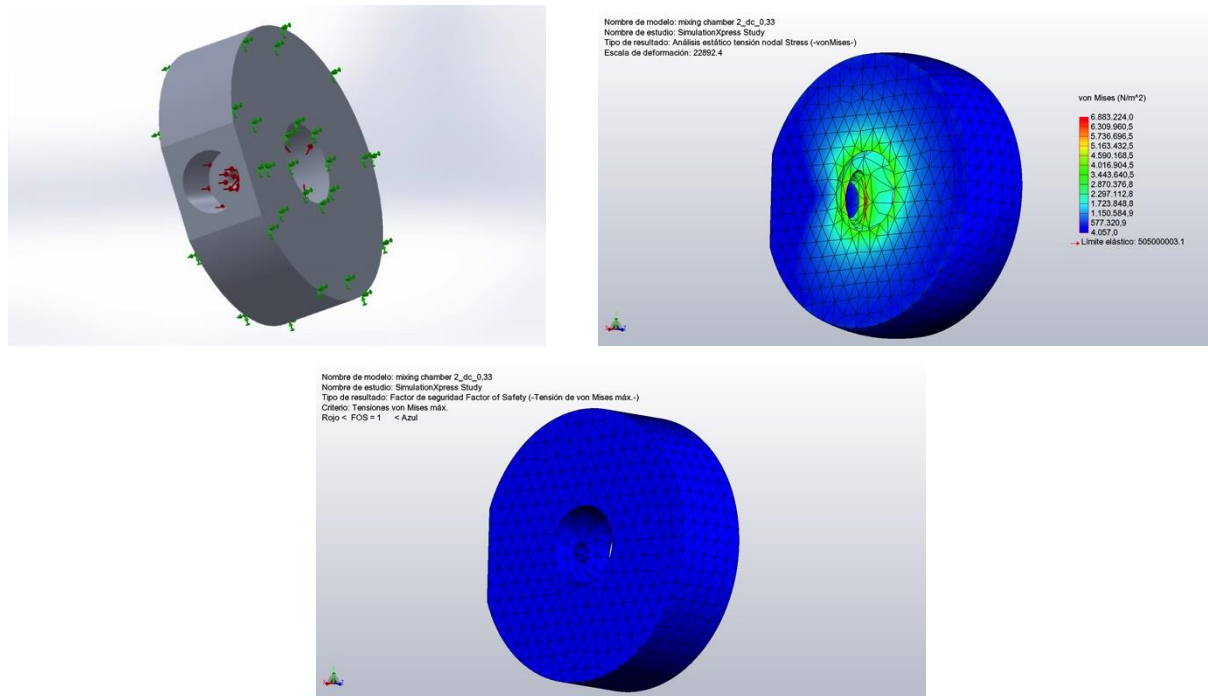 Nombre de modelo: mixing chamber 2_dc_0,33
Nombre de estudio: SimulationXpress Study
Tipo de resultado: Análisis estático tensión nodal Stress (-vonMises-)
Escala de deformación: 22892.4
von Mises (N/m^2)
6.883.224,0
6.309.960,5
5.736.696,5
5.163.432,5
4.590.168,5
4.016.904,5
3.443.640,5
2.870.376,8
2.297.112,8
1.723.848,8
1.150.584,9
577.320,9
4.057,0
Límite elástico: 505000003.1
Nombre de modelo: mixing chamber 2_dc_0,33
Nombre de estudio: SimulationXpress Study
Tipo de resultado: Factor de seguridad Factor of Safety (-Tensión de von Mises máx.-)
Criterio: Tensiones von Mises máx.
Rojo < FOS = 1 < Azul